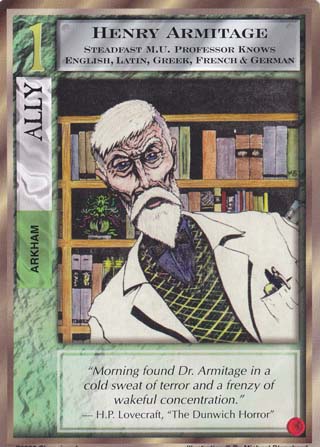 1
HENRY ARMITAGE
STEADFAST M.U. PROFESSOR KNOWS
ENGLISH, LATIN, GREEK, FRENCH & GERMAN
ALLY
ARKHAM
“Morning found Dr. Armitage in a
cold sweat of terror and a frenzy of
wakeful concentration.”
— H.P. Lovecraft, “The Dunwich Horror”